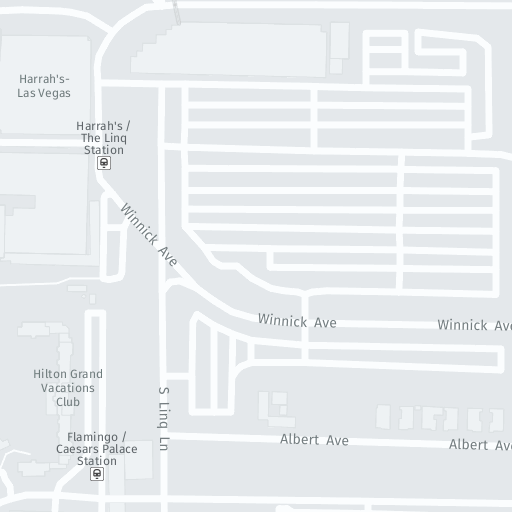 Harrah's-
Las Vegas
Harrah's /
The Linq
Station
Winnick Ave
Winnick Ave
Winnick Ave
Hilton Grand
Vacations
Club
S Linq Ln
Flamingo /
Caesars Palace
Station
Albert Ave
Albert Ave